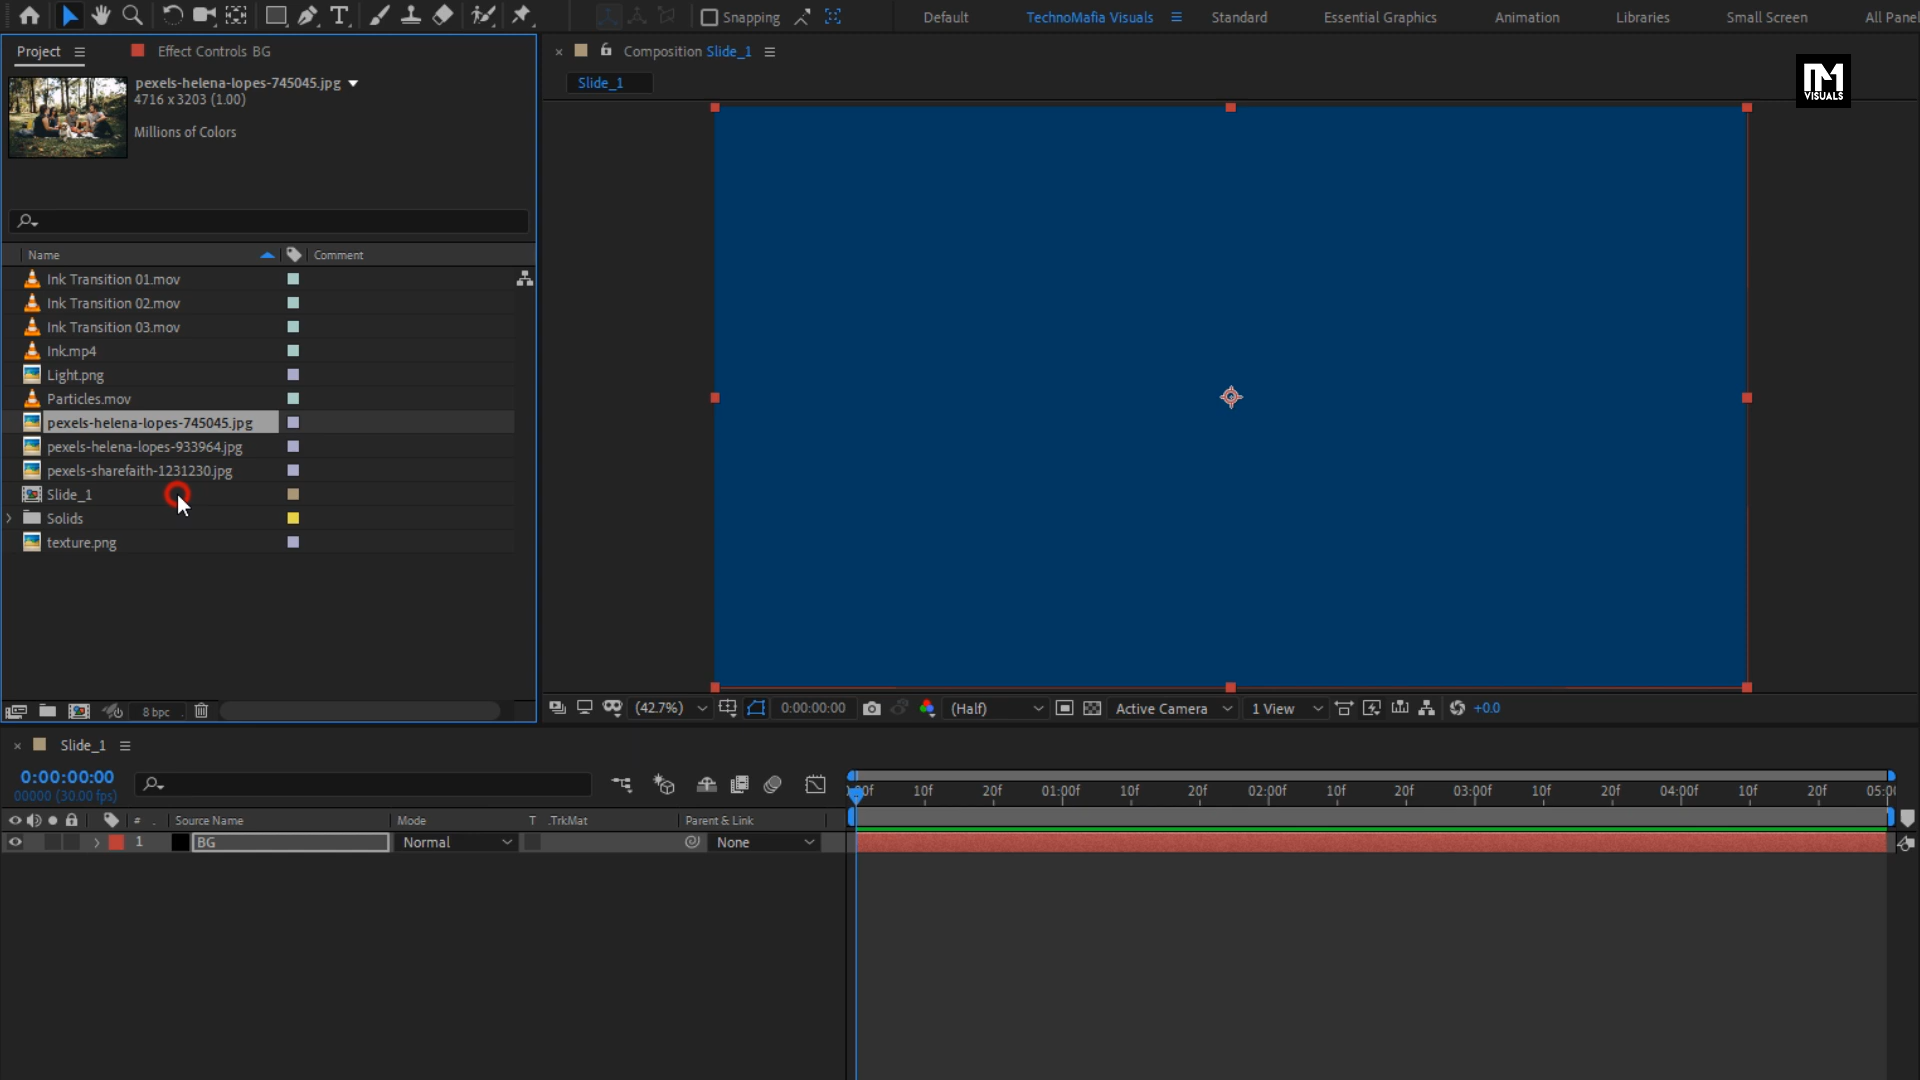 Snapping
Default
TechnoMafia Visuals
Standard
Essential Graphics
Animation
Libraries
Small Screen
All Panel
Project
Effect Controls BG
Composition Slide_1
Slide_1
VISUALS
pexels-helena-lopes-745045.jpg
4716 x 3203 (1.00)
Millions of Colors
Name
Comment
Ink Transition 01.mov
Ink Transition 02.mov
Ink Transition 03.mov
Ink.mp4
Light.png
Particles.mov
pexels-helena-lopes-745045.jpg
pexels-helena-lopes-933964.jpg
pexels-sharefaith-1231230.jpg
Slide_1
Solids
texture.png
8 bpc
(42.7%)
0:00:00:00
(Half)
Active Camera
1 View
+0.0
Slide_1
0:00:00:00
00000 (30.00 fps)
# Source Name
Mode
T .TrkMat
Parent & Link
1 BG
Normal
None
10f 20f 01:00f 10f 20f 02:00f 10f 20f 03:00f 10f 20f 04:00f 10f 20f